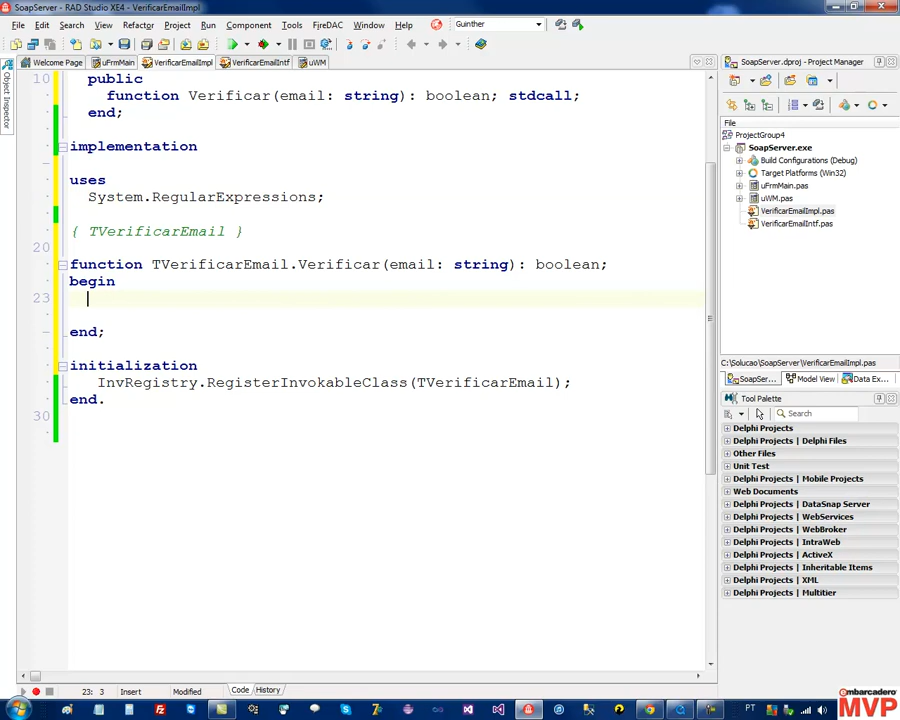 SoapServer - RAD Studio XE4 - VerificarEmailImpl
File Edit Search View Refactor Project Run Component Tools FireDAC Window Help Guinther
Welcome Page uFrmMain VerificarEmailImpl VerificarEmailIntf uWM
Object Inspector
10 public
function Verificar(email: string): boolean; stdcall;
end;
implementation
uses
System.RegularExpressions;
{ TVerificarEmail }
20
function TVerificarEmail.Verificar(email: string): boolean;
begin
23
end;
initialization
InvRegistry.RegisterInvokableClass(TVerificarEmail);
end.
30
23: 3 Insert Modified Code History
SoapServer.dproj - Project Manager
File
ProjectGroup4
SoapServer.exe
Build Configurations (Debug)
Target Platforms (Win32)
uFrmMain.pas
uWM.pas
VerificarEmailImpl.pas
VerificarEmailIntf.pas
C:\Solucao\SoapServer\VerificarEmailImpl.pas
SoapSer... Model View Data Ex...
Tool Palette
Search
Delphi Projects
Delphi Projects | Delphi Files
Other Files
Unit Test
Delphi Projects | Mobile Projects
Web Documents
Delphi Projects | DataSnap Server
Delphi Projects | WebServices
Delphi Projects | WebBroker
Delphi Projects | IntraWeb
Delphi Projects | ActiveX
Delphi Projects | Inheritable Items
Delphi Projects | XML
Delphi Projects | Multitier
PT
embarcadero
MVP